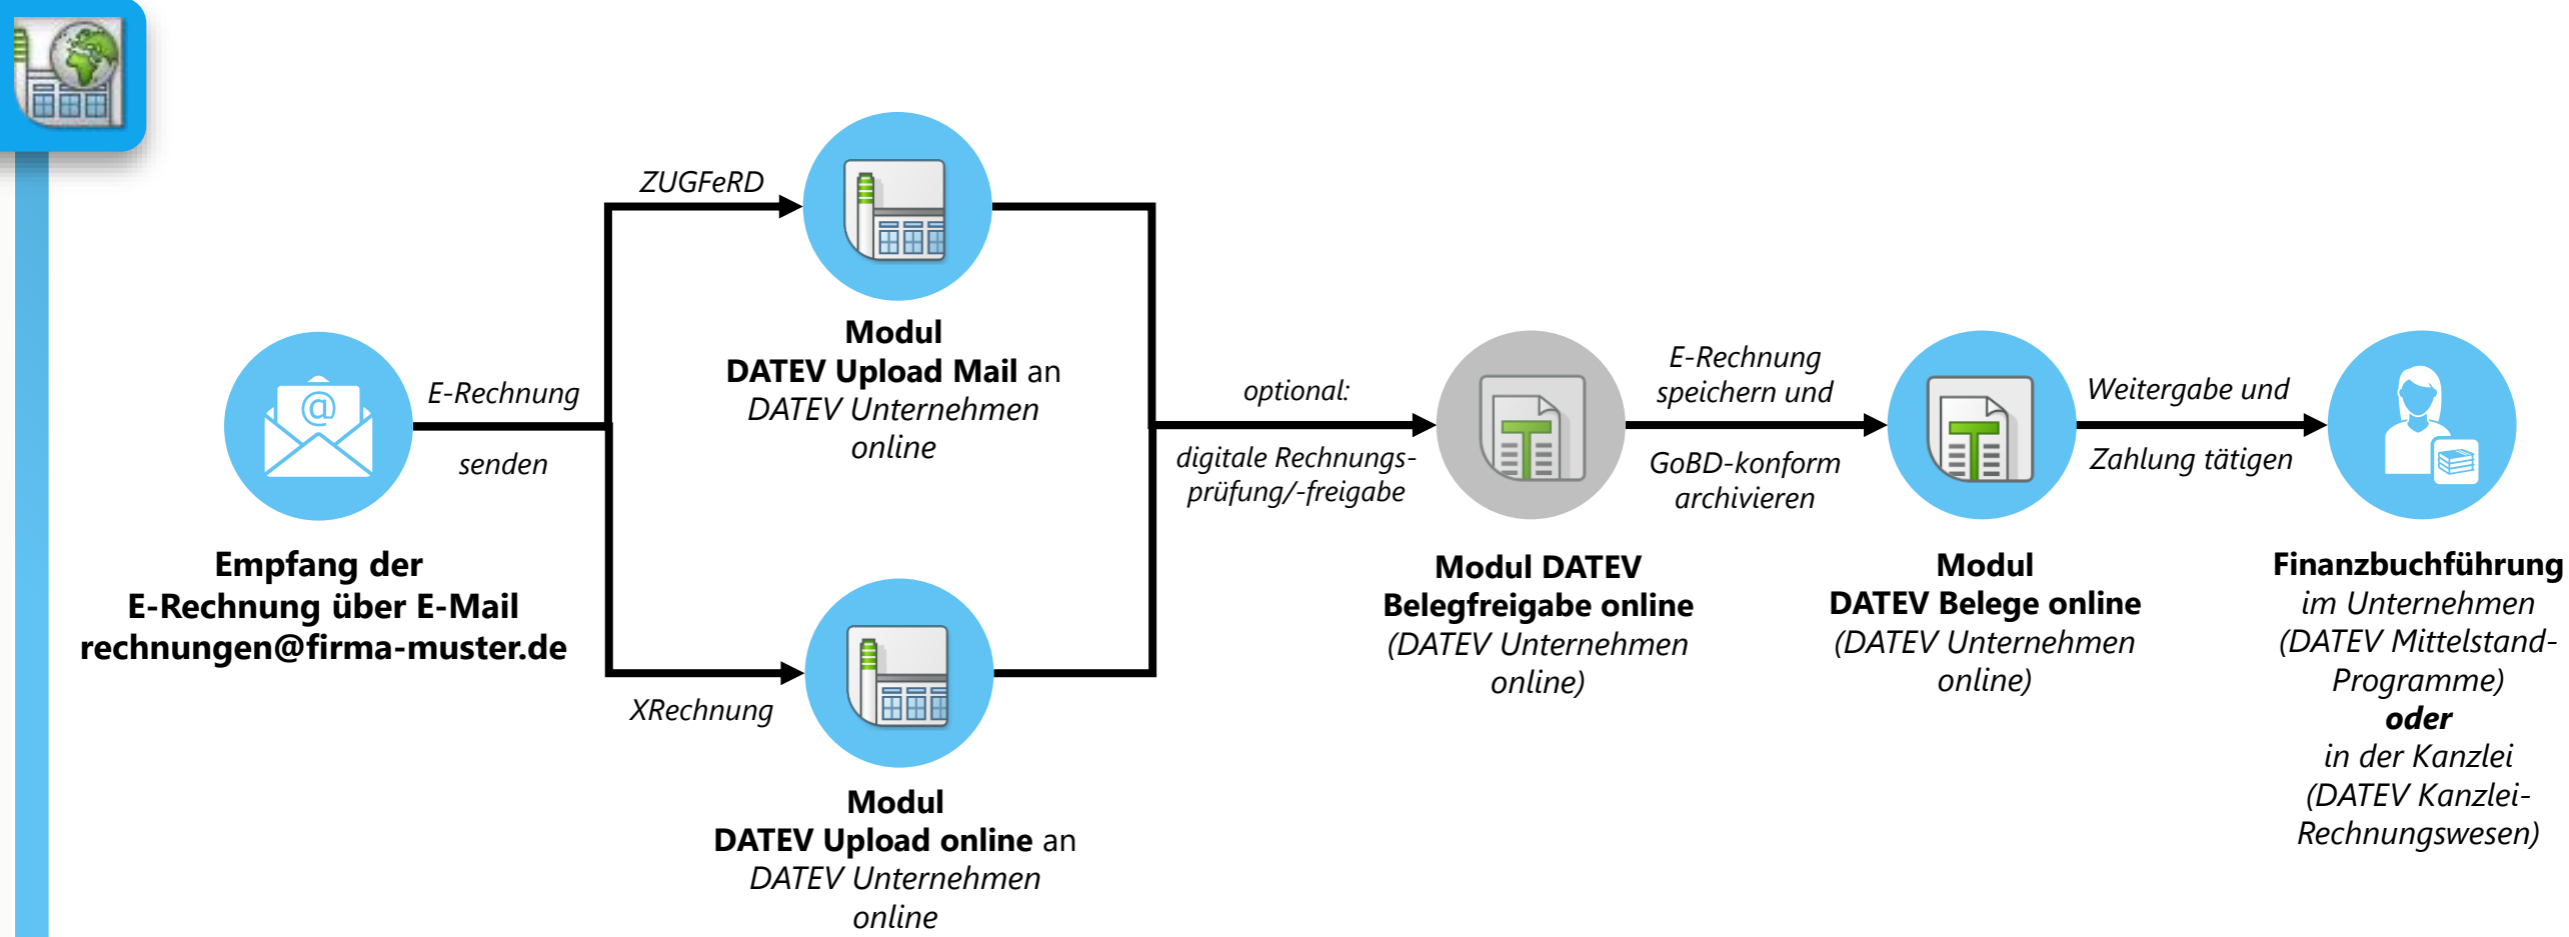 ZUGFeRD
Modul
DATEV Upload Mail an
DATEV Unternehmen
online
E-Rechnung
senden
Empfang der
E-Rechnung über E-Mail
rechnungen@firma-muster.de
XRechnung
Modul
DATEV Upload online an
DATEV Unternehmen
online
optional:
digitale Rechnungs-
prüfung/-freigabe
Modul DATEV
Belegfreigabe online
(DATEV Unternehmen
online)
E-Rechnung
speichern und
GoBD-konform
archivieren
Modul
DATEV Belege online
(DATEV Unternehmen
online)
Weitergabe und
Zahlung tätigen
Finanzbuchführung
im Unternehmen
(DATEV Mittelstand-
Programme)
oder
in der Kanzlei
(DATEV Kanzlei-
Rechnungswesen)